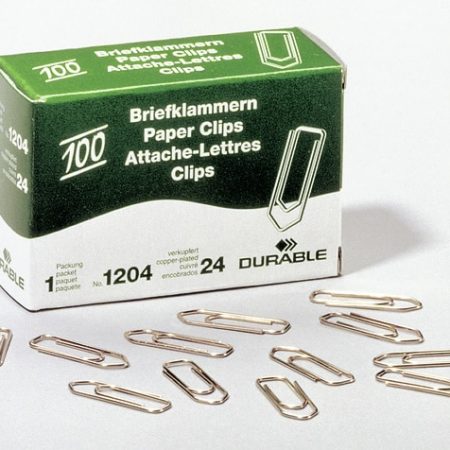 100
Briefklammern
Paper Clips
Attache-Lettres
Clips
1204
24
DURABLE
100
Briefklammern
Paper Clips
Attache-Lettres
Clips
1
Packung
packet
paquet
paquete
No. 1204
verkupfert
copper-plated
cuivré
encobrados
24
DURABLE